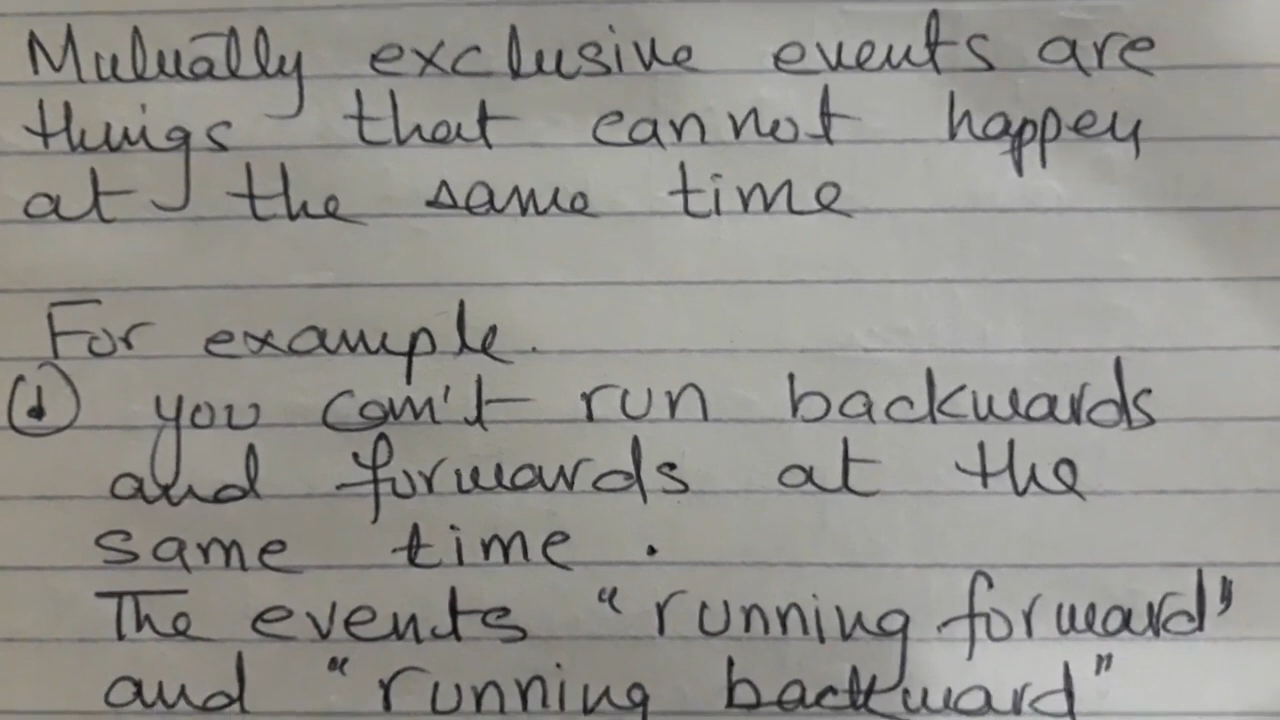 Mutually exclusive events are
things that cannot happen
at the same time
For example.
(1) you can't run backwards
and forwards at the
same time .
The events "running forward"
and "running backward"